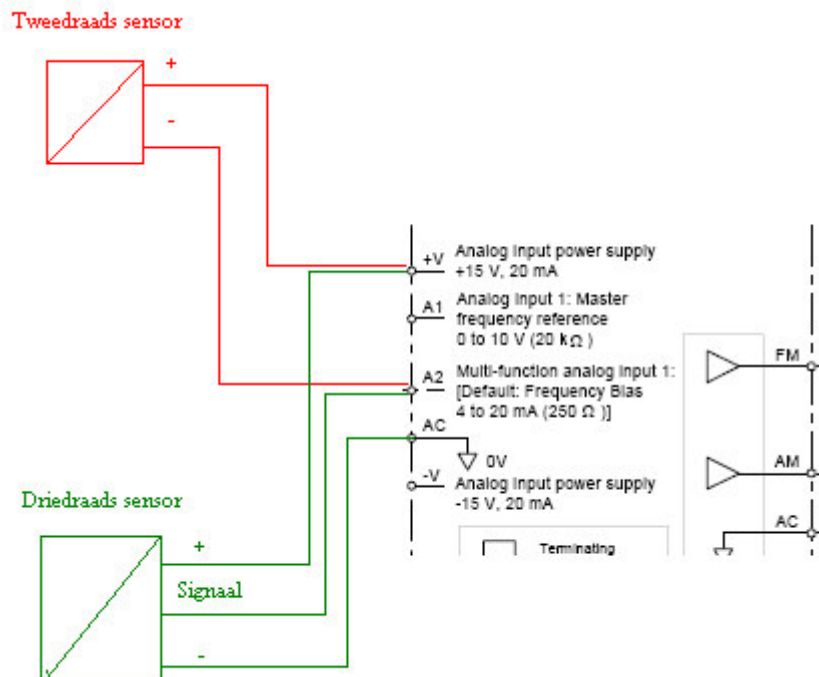 Tweedraads sensor
+
-
+V
Analog Input power supply
+15 V, 20 mA
A1
Analog Input 1: Master
frequency reference
0 to 10 V (20 kΩ )
FM
A2
Multi-function analog Input 1:
[Default: Frequency Bias
4 to 20 mA (250 Ω )]
AC
0V
AM
-V
Analog Input power supply
-15 V, 20 mA
Driedraads sensor
AC
+
Terminating
Signaal
-